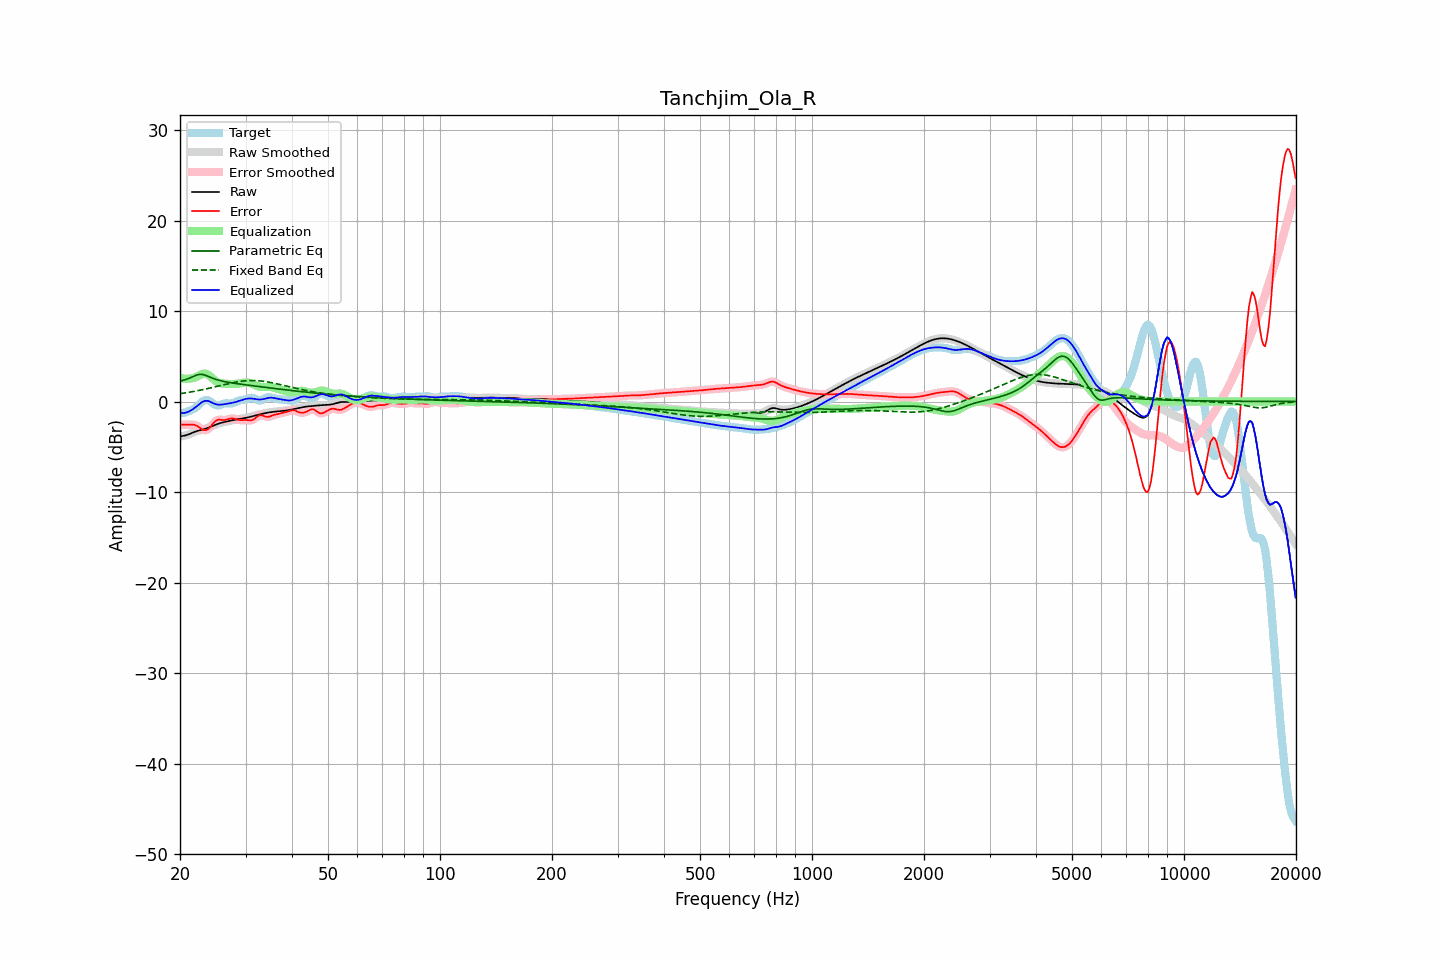 Tanchjim_Ola_R
30
20
10
0
−10
−20
−30
−40
−50
Amplitude (dBr)
Target
Raw Smoothed
Error Smoothed
Raw
Error
Equalization
Parametric Eq
Fixed Band Eq
Equalized
20 50 100 200 500 1000 2000 5000 10000 20000
Frequency (Hz)